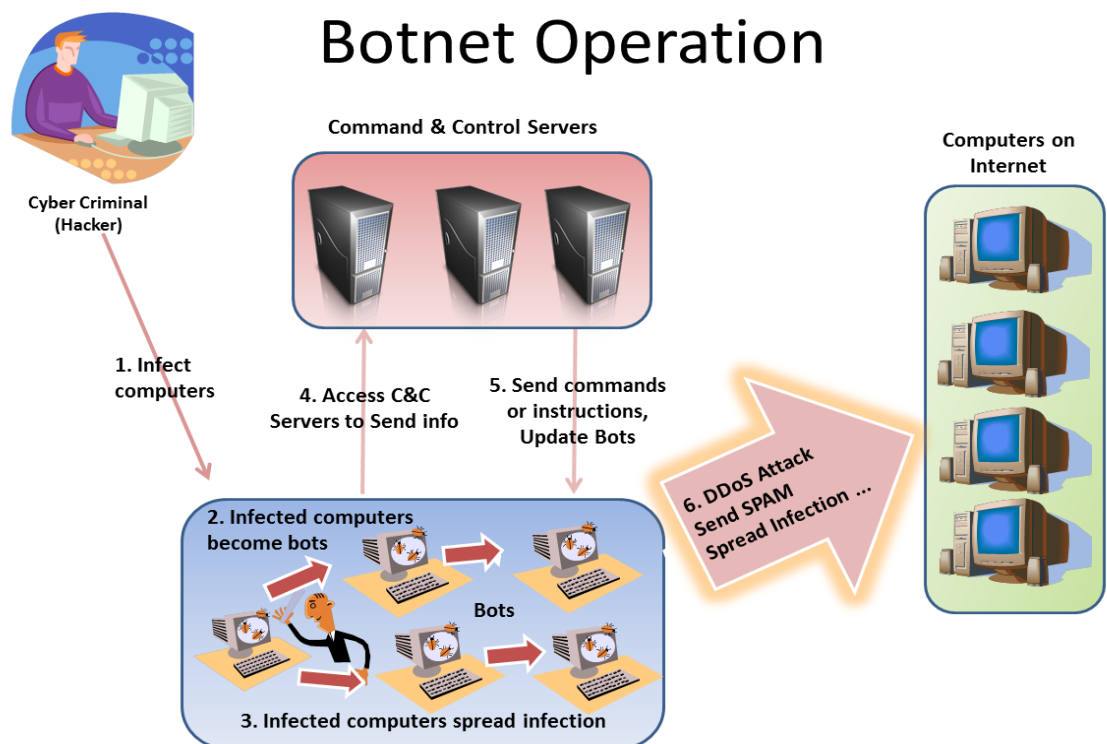 Botnet Operation
Command & Control Servers
Computers on
Internet
Cyber Criminal
(Hacker)
1. Infect
computers
4. Access C&C
Servers to Send info
5. Send commands
or instructions,
Update Bots
6. DDoS Attack
Send SPAM
Spread Infection ...
2. Infected computers
become bots
Bots
3. Infected computers spread infection